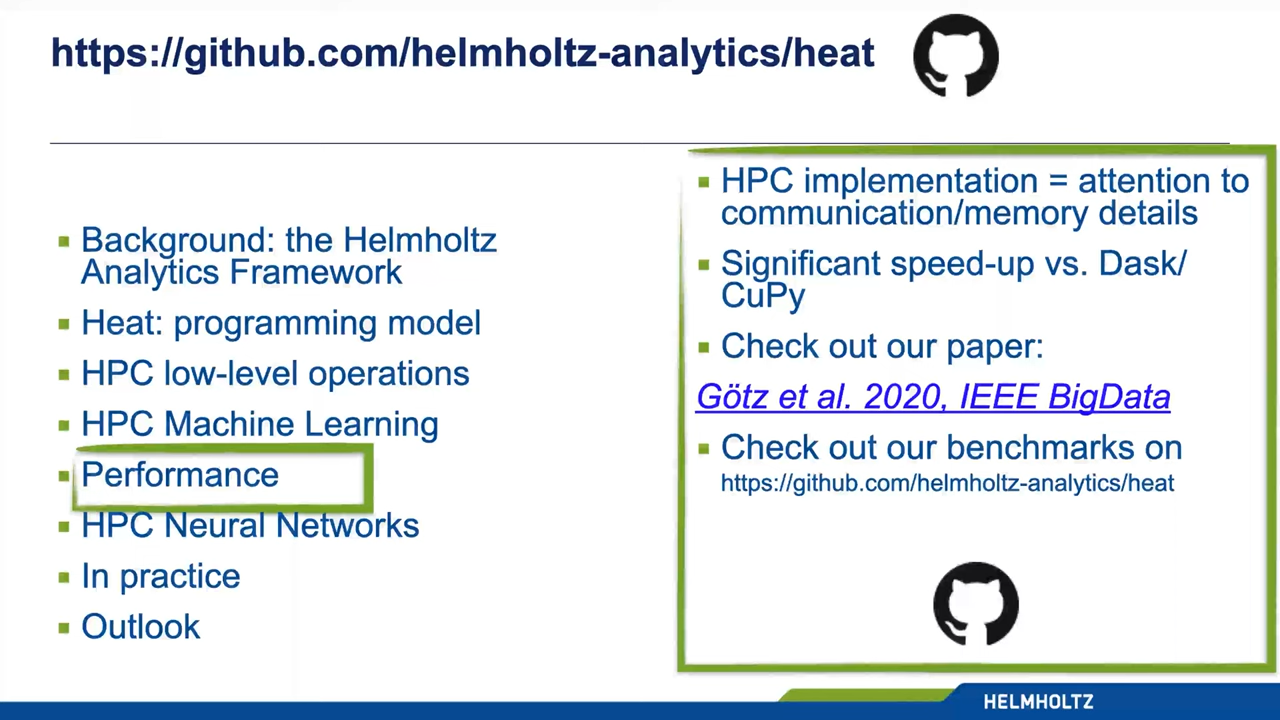 https://github.com/helmholtz-analytics/heat
Background: the Helmholtz
Analytics Framework
Heat: programming model
HPC low-level operations
HPC Machine Learning
Performance
HPC Neural Networks
In practice
Outlook
HPC implementation = attention to
communication/memory details
Significant speed-up vs. Dask/
CuPy
Check out our paper:
Götz et al. 2020, IEEE BigData
Check out our benchmarks on
https://github.com/helmholtz-analytics/heat
HELMHOLTZ